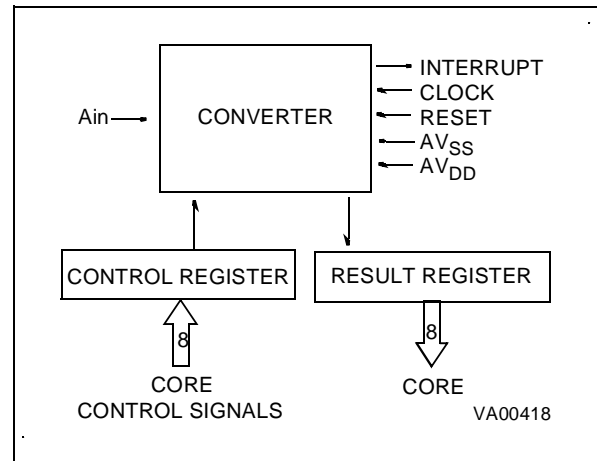 INTERRUPT
CLOCK
Ain
CONVERTER
RESET
AVSS
AVDD
CONTROL REGISTER
RESULT REGISTER
8
8
CORE
CONTROL SIGNALS
CORE
VA00418